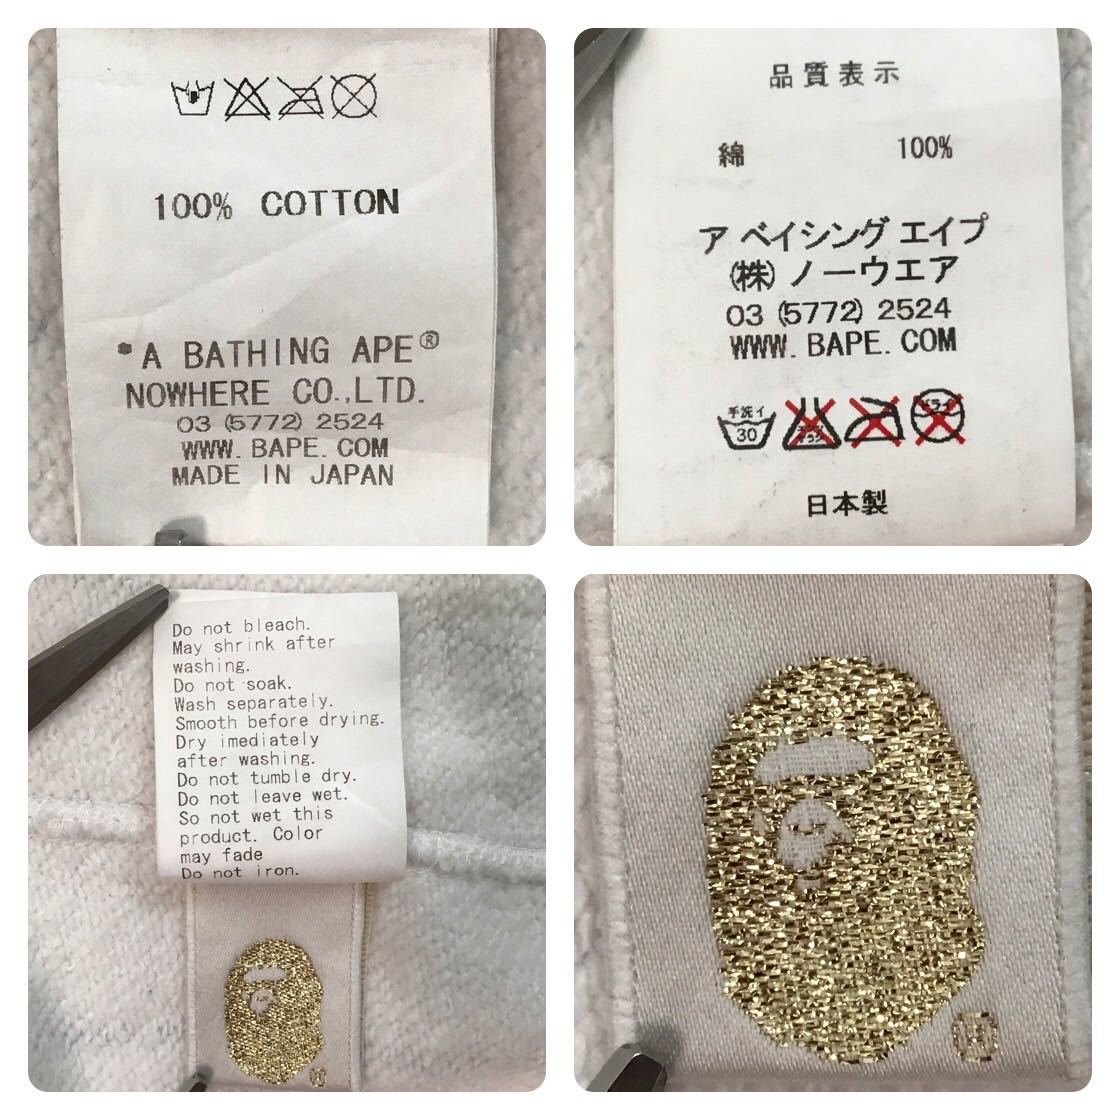 100% COTTON
*A BATHING APE®
NOWHERE CO.,LTD.
03 (5772) 2524
WWW. BAPE. COM
MADE IN JAPAN
品質表示
綿 100%
ア ベイシング エイプ
(株) ノーウエア
03 (5772) 2524
WWW. BAPE. COM
手洗イ
30
ドライ
日本製
Do not bleach.
May shrink after
washing.
Do not soak.
Wash separately.
Smooth before drying.
Dry imediately
after washing.
Do not tumble dry.
Do not leave wet.
So not wet this
product. Color
may fade
Do not iron.